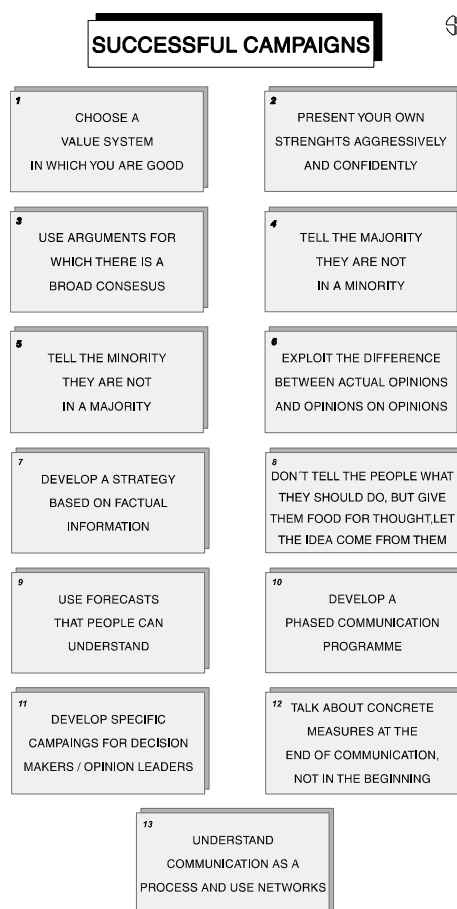 SUCCESSFUL CAMPAIGNS
1
CHOOSE A
VALUE SYSTEM
IN WHICH YOU ARE GOOD
2
PRESENT YOUR OWN
STRENGHTS AGGRESSIVELY
AND CONFIDENTLY
3
USE ARGUMENTS FOR
WHICH THERE IS A
BROAD CONSESUS
4
TELL THE MAJORITY
THEY ARE NOT
IN A MINORITY
5
TELL THE MINORITY
THEY ARE NOT
IN A MAJORITY
6
EXPLOIT THE DIFFERENCE
BETWEEN ACTUAL OPINIONS
AND OPINIONS ON OPINIONS
7
DEVELOP A STRATEGY
BASED ON FACTUAL
INFORMATION
8
DON´T TELL THE PEOPLE WHAT
THEY SHOULD DO, BUT GIVE
THEM FOOD FOR THOUGHT,LET
THE IDEA COME FROM THEM
9
USE FORECASTS
THAT PEOPLE CAN
UNDERSTAND
10
DEVELOP A
PHASED COMMUNICATION
PROGRAMME
11
DEVELOP SPECIFIC
CAMPAINGS FOR DECISION
MAKERS / OPINION LEADERS
12
TALK ABOUT CONCRETE
MEASURES AT THE
END OF COMMUNICATION,
NOT IN THE BEGINNING
13
UNDERSTAND
COMMUNICATION AS A
PROCESS AND USE NETWORKS